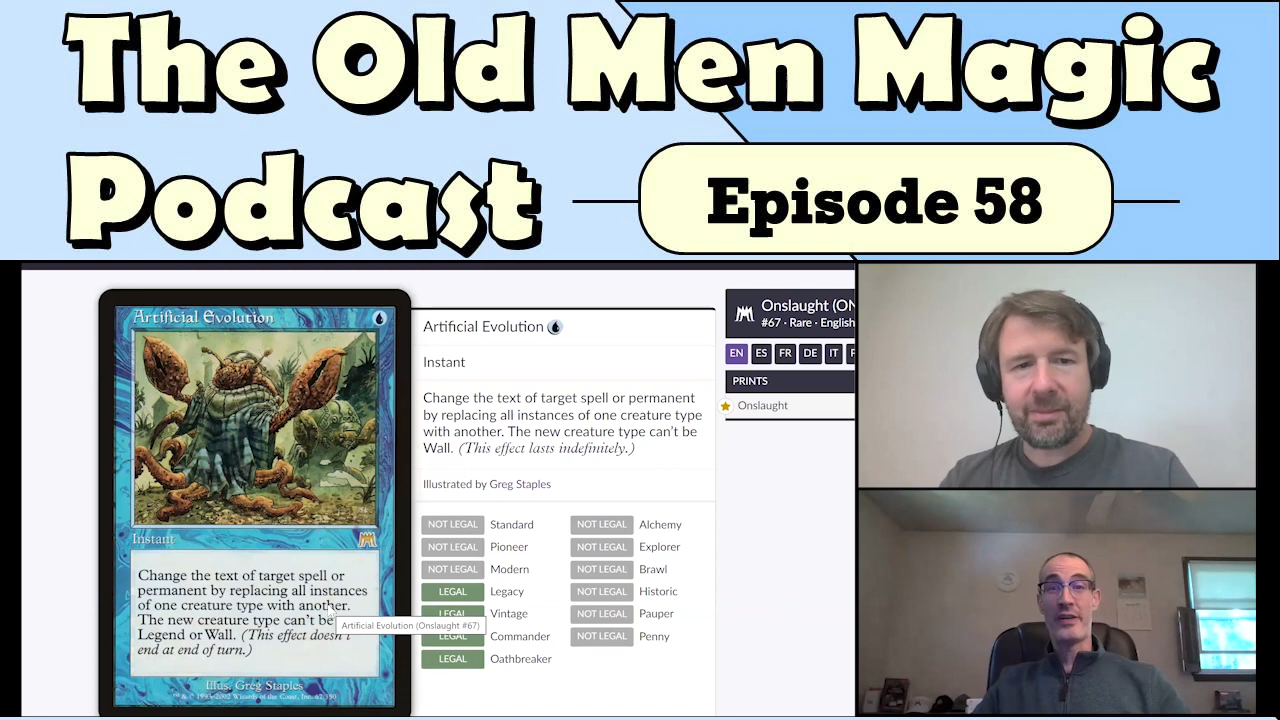 The Old Men Magic
Podcast
Episode 58
Artificial Evolution
Instant
Change the text of target spell or
permanent by replacing all instances
of one creature type with another.
The new creature type can't be
Legend or Wall. (This effect doesn't
end at end of turn.)
Illus. Greg Staples
Artificial Evolution
Instant
Change the text of target spell or permanent
by replacing all instances of one creature type
with another. The new creature type can't be
Wall. (This effect lasts indefinitely.)
Illustrated by Greg Staples
NOT LEGAL Standard NOT LEGAL Alchemy
NOT LEGAL Pioneer NOT LEGAL Explorer
NOT LEGAL Modern NOT LEGAL Brawl
LEGAL Legacy NOT LEGAL Historic
LEGAL Vintage NOT LEGAL Pauper
LEGAL Commander NOT LEGAL Penny
LEGAL Oathbreaker
Artificial Evolution (Onslaught #67)
Onslaught (ON
#67 · Rare · English
EN ES FR DE IT
PRINTS
Onslaught